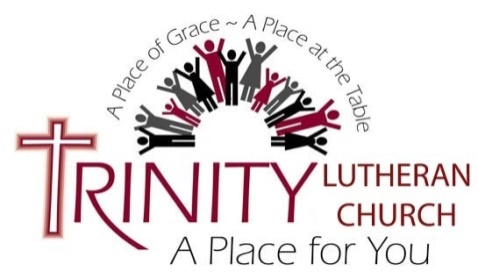 A Place of Grace ~ A Place at the Table
TRINITY LUTHERAN
CHURCH
A Place for You